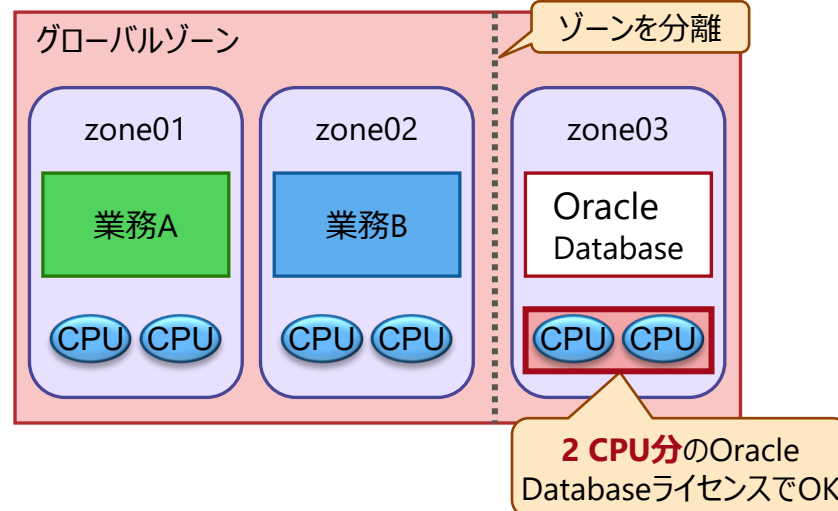 グローバルゾーン
ゾーンを分離
zone01
zone02
zone03
業務A
業務B
Oracle
Database
CPU CPU
CPU CPU
CPU CPU
2 CPU分のOracle
DatabaseライセンスでOK